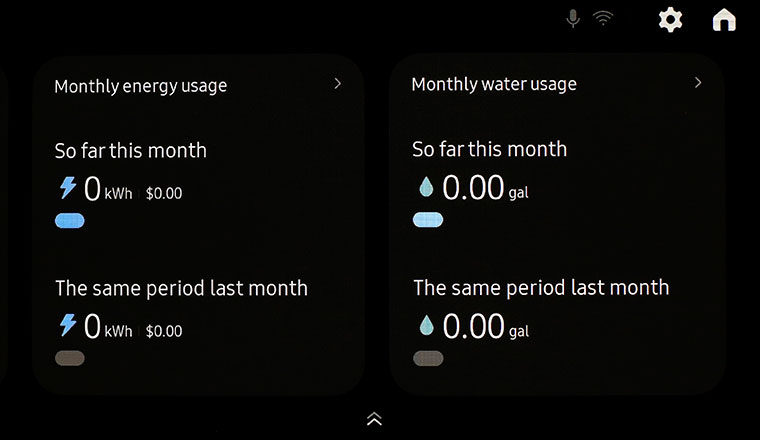 Monthly energy usage
So far this month
0 kWh $0.00
The same period last month
0 kWh $0.00
Monthly water usage
So far this month
0.00 gal
The same period last month
0.00 gal